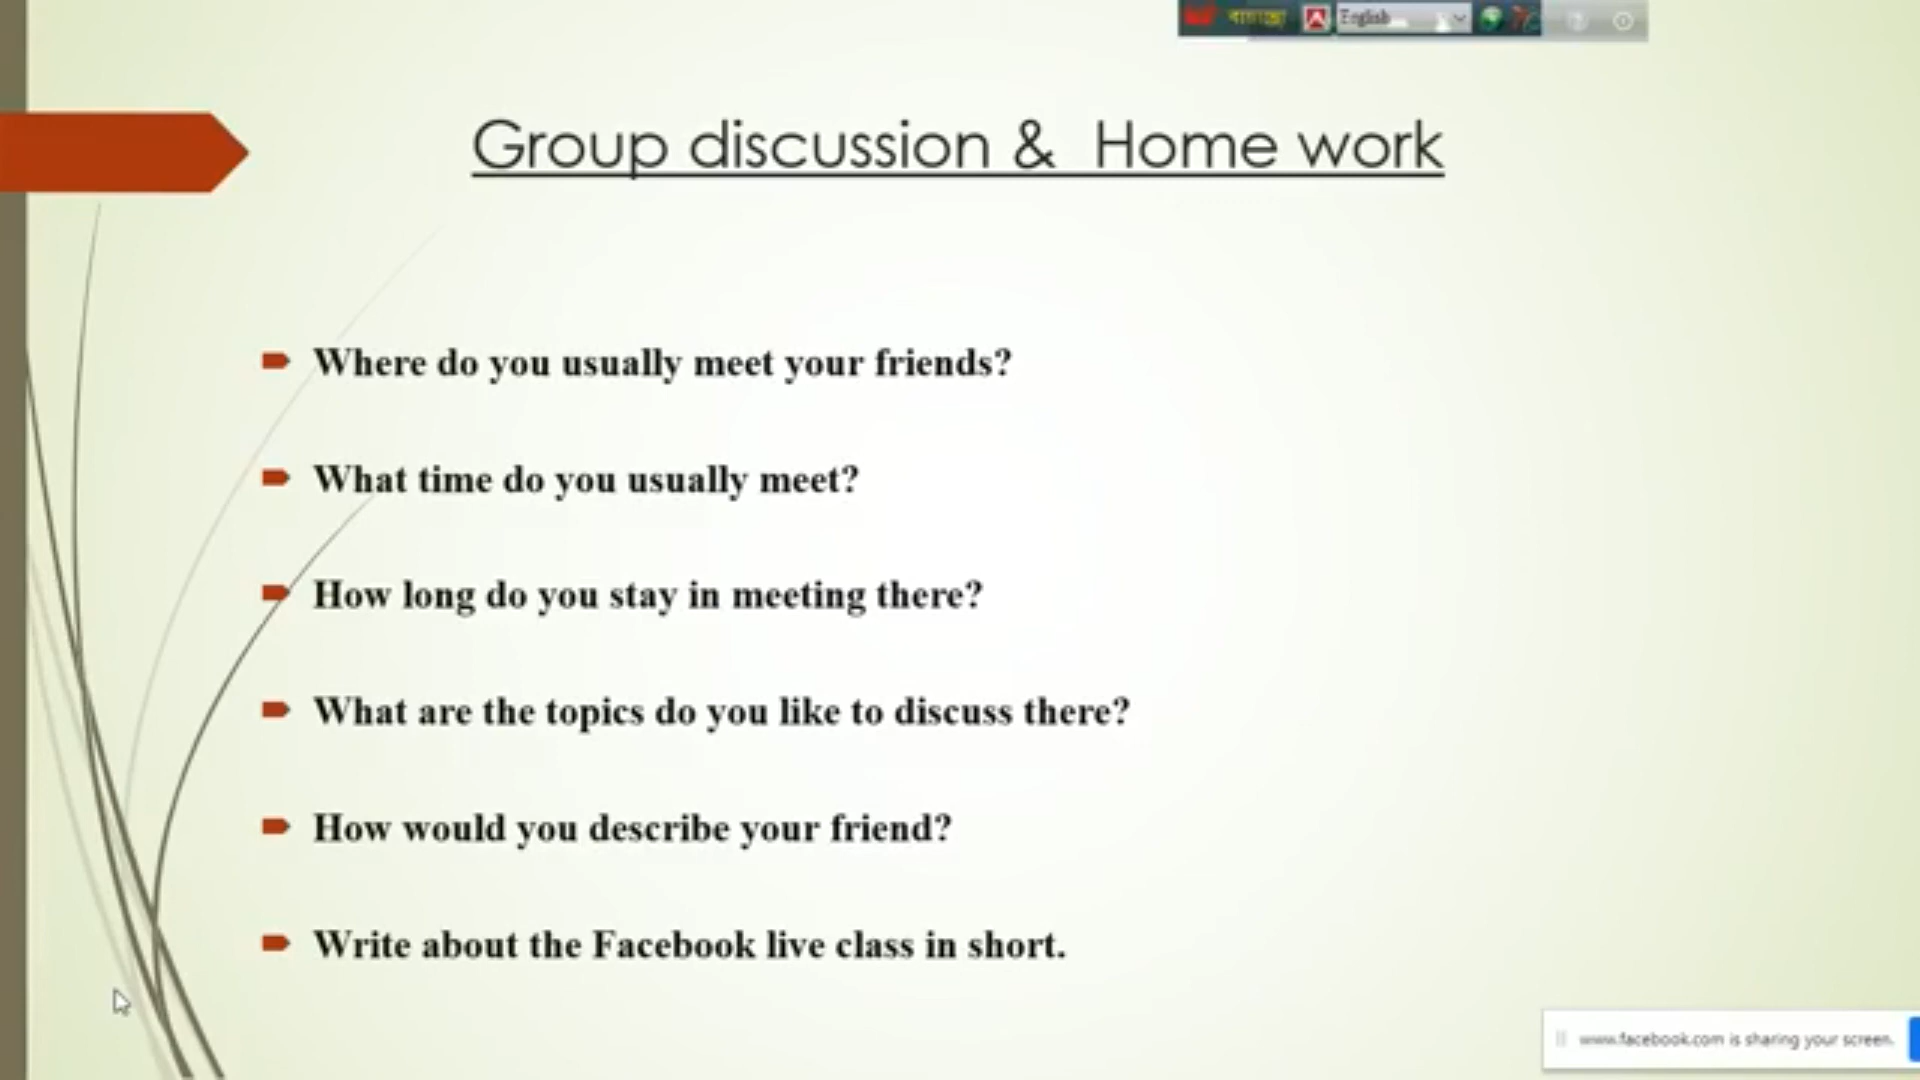 English
Group discussion & Home work
Where do you usually meet your friends?
What time do you usually meet?
How long do you stay in meeting there?
What are the topics do you like to discuss there?
How would you describe your friend?
Write about the Facebook live class in short.
www.facebook.com is sharing your screen.